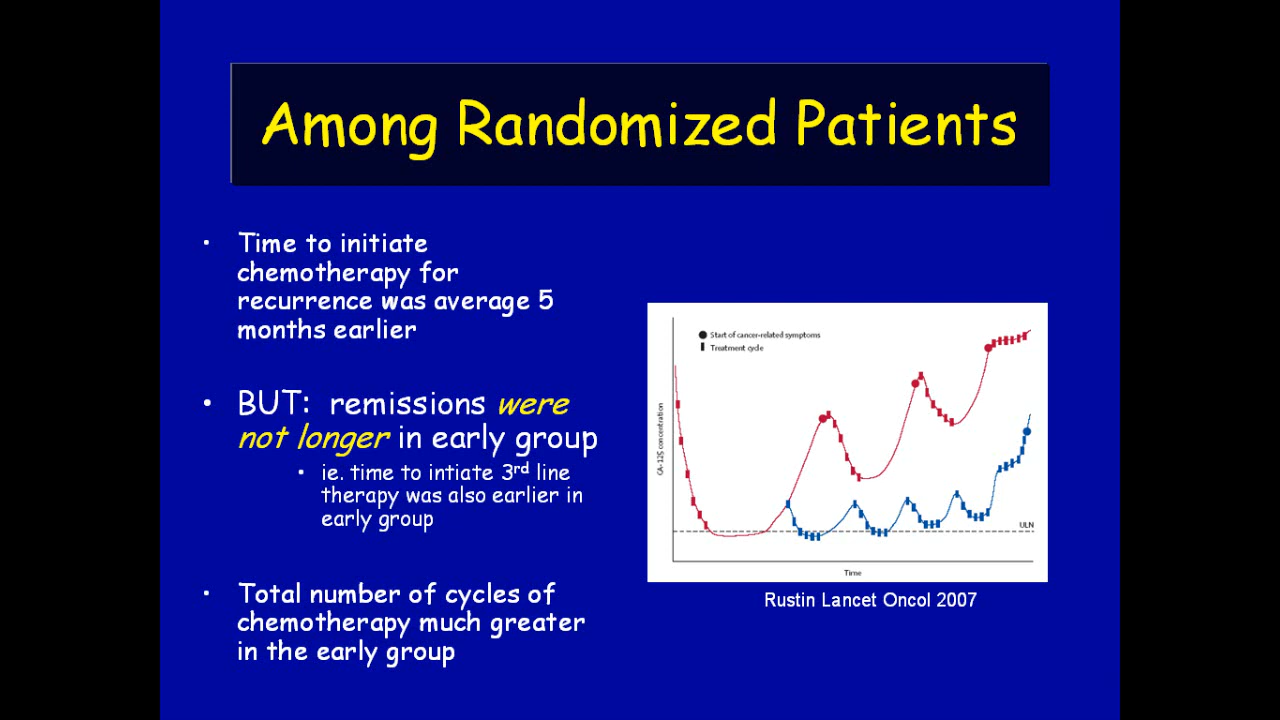 Among Randomized Patients
• Time to initiate
chemotherapy for
recurrence was average 5
months earlier
• BUT: remissions were
not longer in early group
• ie. time to intiate 3rd line
therapy was also earlier in
early group
• Total number of cycles of
chemotherapy much greater
in the early group
Start of cancer-related symptoms
Treatment cycle
CA-125 concentration
ULN
Time
Rustin Lancet Oncol 2007